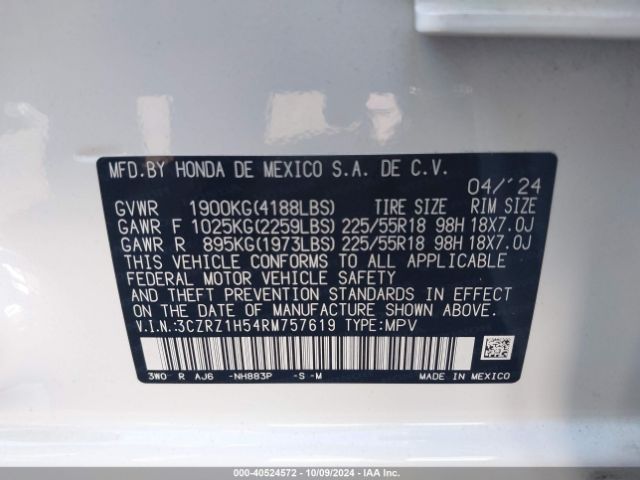 MFD.BY HONDA DE MEXICO S.A. DE C.V.
04/'24
GVWR 1900KG(4188LBS) TIRE SIZE RIM SIZE
GAWR F 1025KG(2259LBS) 225/55R18 98H 18X7.0J
GAWR R 895KG(1973LBS) 225/55R18 98H 18X7.0J
THIS VEHICLE CONFORMS TO ALL APPLICABLE
FEDERAL MOTOR VEHICLE SAFETY
AND THEFT PREVENTION STANDARDS IN EFFECT
ON THE DATE OF MANUFACTURE SHOWN ABOVE.
V.I.N.:3CZRZ1H54RM757619 TYPE:MPV
3W0 R AJ6 -NH883P -S -M MADE IN MEXICO
000-40524572 - 10/09/2024 - IAA Inc.